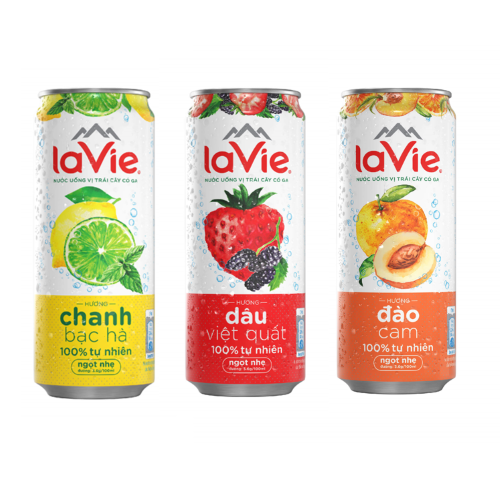 laVie
NƯỚC UỐNG VỊ TRÁI CÂY CÓ GA
HƯƠNG
chanh
bạc hà
100% tự nhiên
ngọt nhẹ
laVie
NƯỚC UỐNG VỊ TRÁI CÂY CÓ GA
HƯƠNG
dâu
việt quất
100% tự nhiên
ngọt nhẹ
laVie
NƯỚC UỐNG VỊ TRÁI CÂY CÓ GA
HƯƠNG
đào
cam
100% tự nhiên
ngọt nhẹ